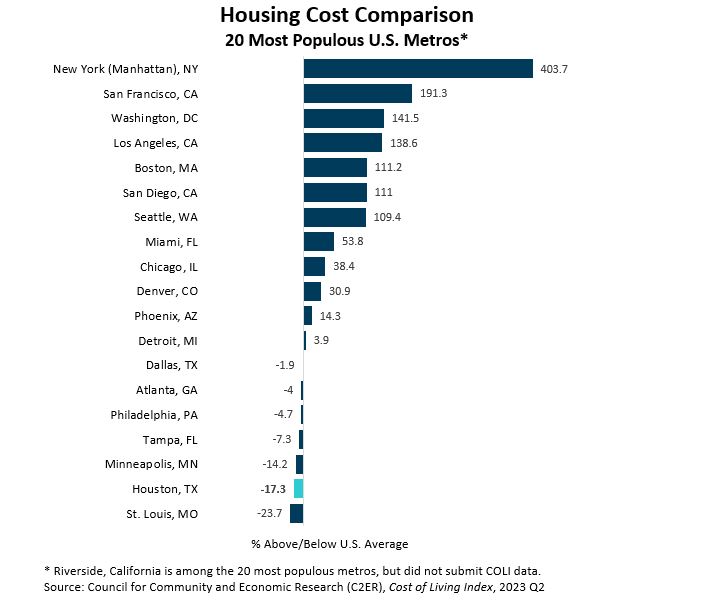 Housing Cost Comparison
20 Most Populous U.S. Metros*
New York (Manhattan), NY 403.7
San Francisco, CA 191.3
Washington, DC 141.5
Los Angeles, CA 138.6
Boston, MA 111.2
San Diego, CA 111
Seattle, WA 109.4
Miami, FL 53.8
Chicago, IL 38.4
Denver, CO 30.9
Phoenix, AZ 14.3
Detroit, MI 3.9
Dallas, TX -1.9
Atlanta, GA -4
Philadelphia, PA -4.7
Tampa, FL -7.3
Minneapolis, MN -14.2
Houston, TX -17.3
St. Louis, MO -23.7
% Above/Below U.S. Average
* Riverside, California is among the 20 most populous metros, but did not submit COLI data.
Source: Council for Community and Economic Research (C2ER), Cost of Living Index, 2023 Q2